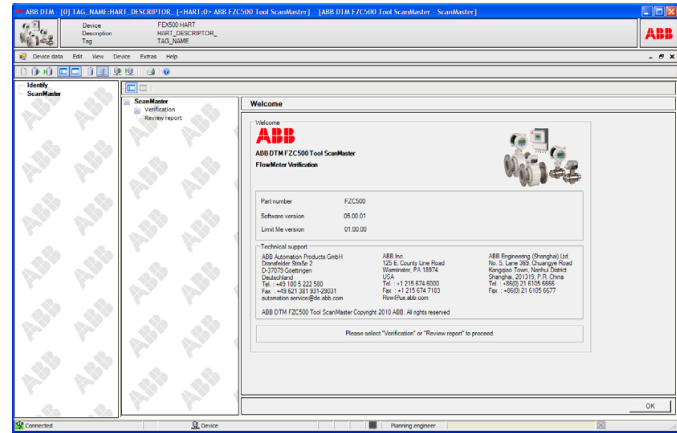 ABB DTM - [0] TAG_NAME:HART_DESCRIPTOR_ [<HART:0> ABB FZC500 Tool ScanMaster] - [ABB DTM FZC500 Tool ScanMaster - ScanMaster]
Device FEX500 HART
Description HART_DESCRIPTOR_
Tag TAG_NAME
ABB
Device data Edit View Device Extras Help
Identify
ScanMaster
ScanMaster
Verification
Review report
Welcome
Welcome
ABB
ABB DTM FZC500 Tool ScanMaster
FlowMeter Verification
Part number FZC500
Software version 05.00.01
Limit file version 01.00.00
Technical support
ABB Automation Products GmbH
Dransfelder Straße 2
D-37079 Goettingen
Deutschland
Tel. : +49 180 5 222 580
Fax. : +49 621 381 931-29031
automation.service@de.abb.com
ABB Inc.
125 E. County Line Road
Warminster, PA 18974
USA
Tel. : +1 215 674 6000
Fax. : +1 215 674 7183
flow@us.abb.com
ABB Engineering (Shanghai) Ltd.
No. 5, Lane 369, Chuangye Road
Kangqiao Town, Nanhui District
Shanghai, 201319, P.R. China
Tel. : +86(0) 21 6105 6666
Fax. : +86(0) 21 6105 6677
ABB DTM FZC500 Tool ScanMaster Copyright 2010 ABB. All rights reserved
Please select "Verification" or "Review report" to proceed.
OK
Connected Device Planning engineer